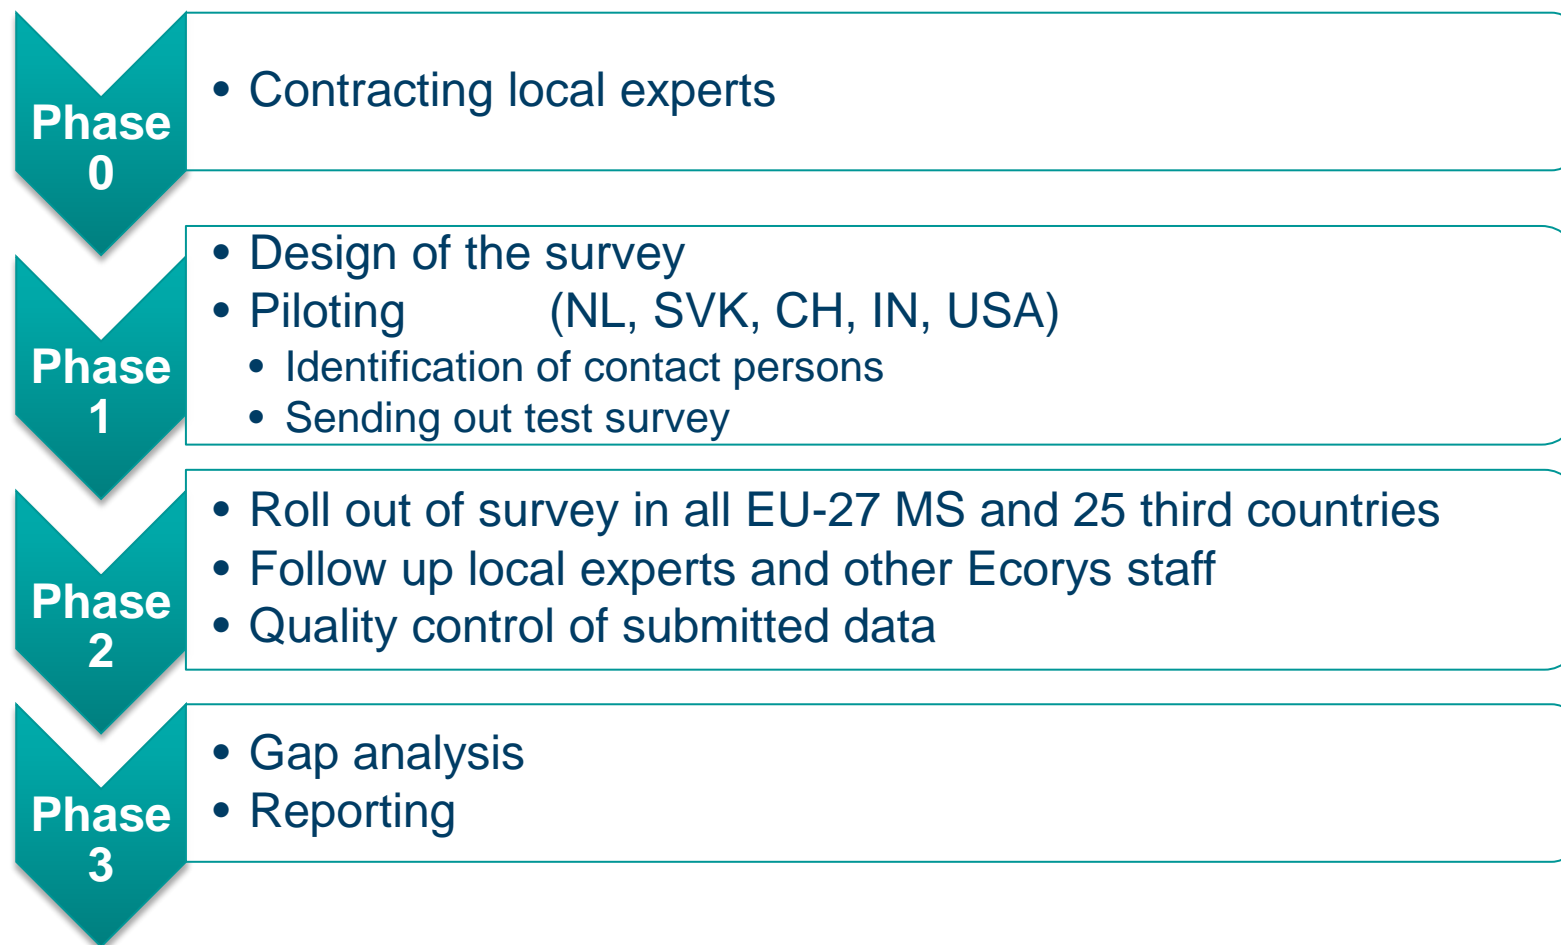 Phase
0
• Contracting local experts
Phase
1
• Design of the survey
• Piloting (NL, SVK, CH, IN, USA)
• Identification of contact persons
• Sending out test survey
Phase
2
• Roll out of survey in all EU-27 MS and 25 third countries
• Follow up local experts and other Ecorys staff
• Quality control of submitted data
Phase
3
• Gap analysis
• Reporting